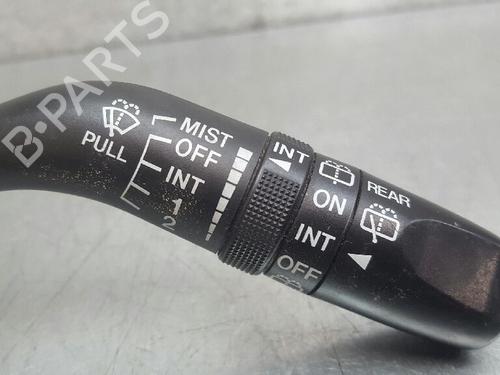 B-PARTS
PULL
MIST
OFF
INT
1
2
INT
ON
INT
OFF
REAR